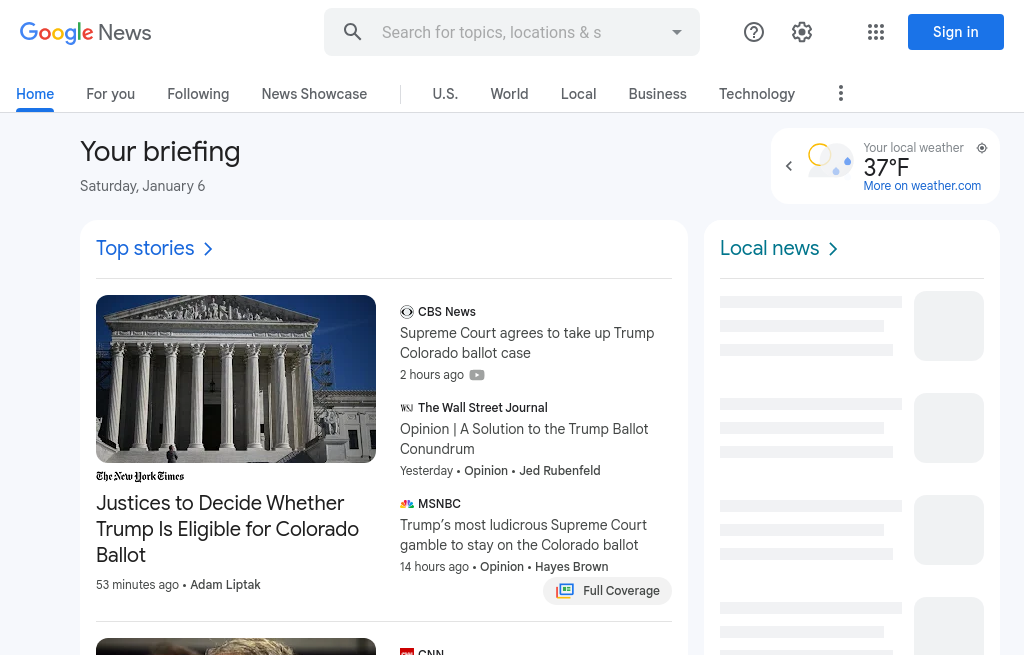 Google News
Search for topics, locations & s
Sign in
Home
For you
Following
News Showcase
U.S.
World
Local
Business
Technology
Your briefing
Saturday, January 6
Your local weather
37°F
More on weather.com
Top stories
The New York Times
Justices to Decide Whether
Trump Is Eligible for Colorado
Ballot
53 minutes ago • Adam Liptak
CBS News
Supreme Court agrees to take up Trump
Colorado ballot case
2 hours ago
WSJ The Wall Street Journal
Opinion | A Solution to the Trump Ballot
Conundrum
Yesterday • Opinion • Jed Rubenfeld
MSNBC
Trump’s most ludicrous Supreme Court
gamble to stay on the Colorado ballot
14 hours ago • Opinion • Hayes Brown
Full Coverage
CNN
Local news